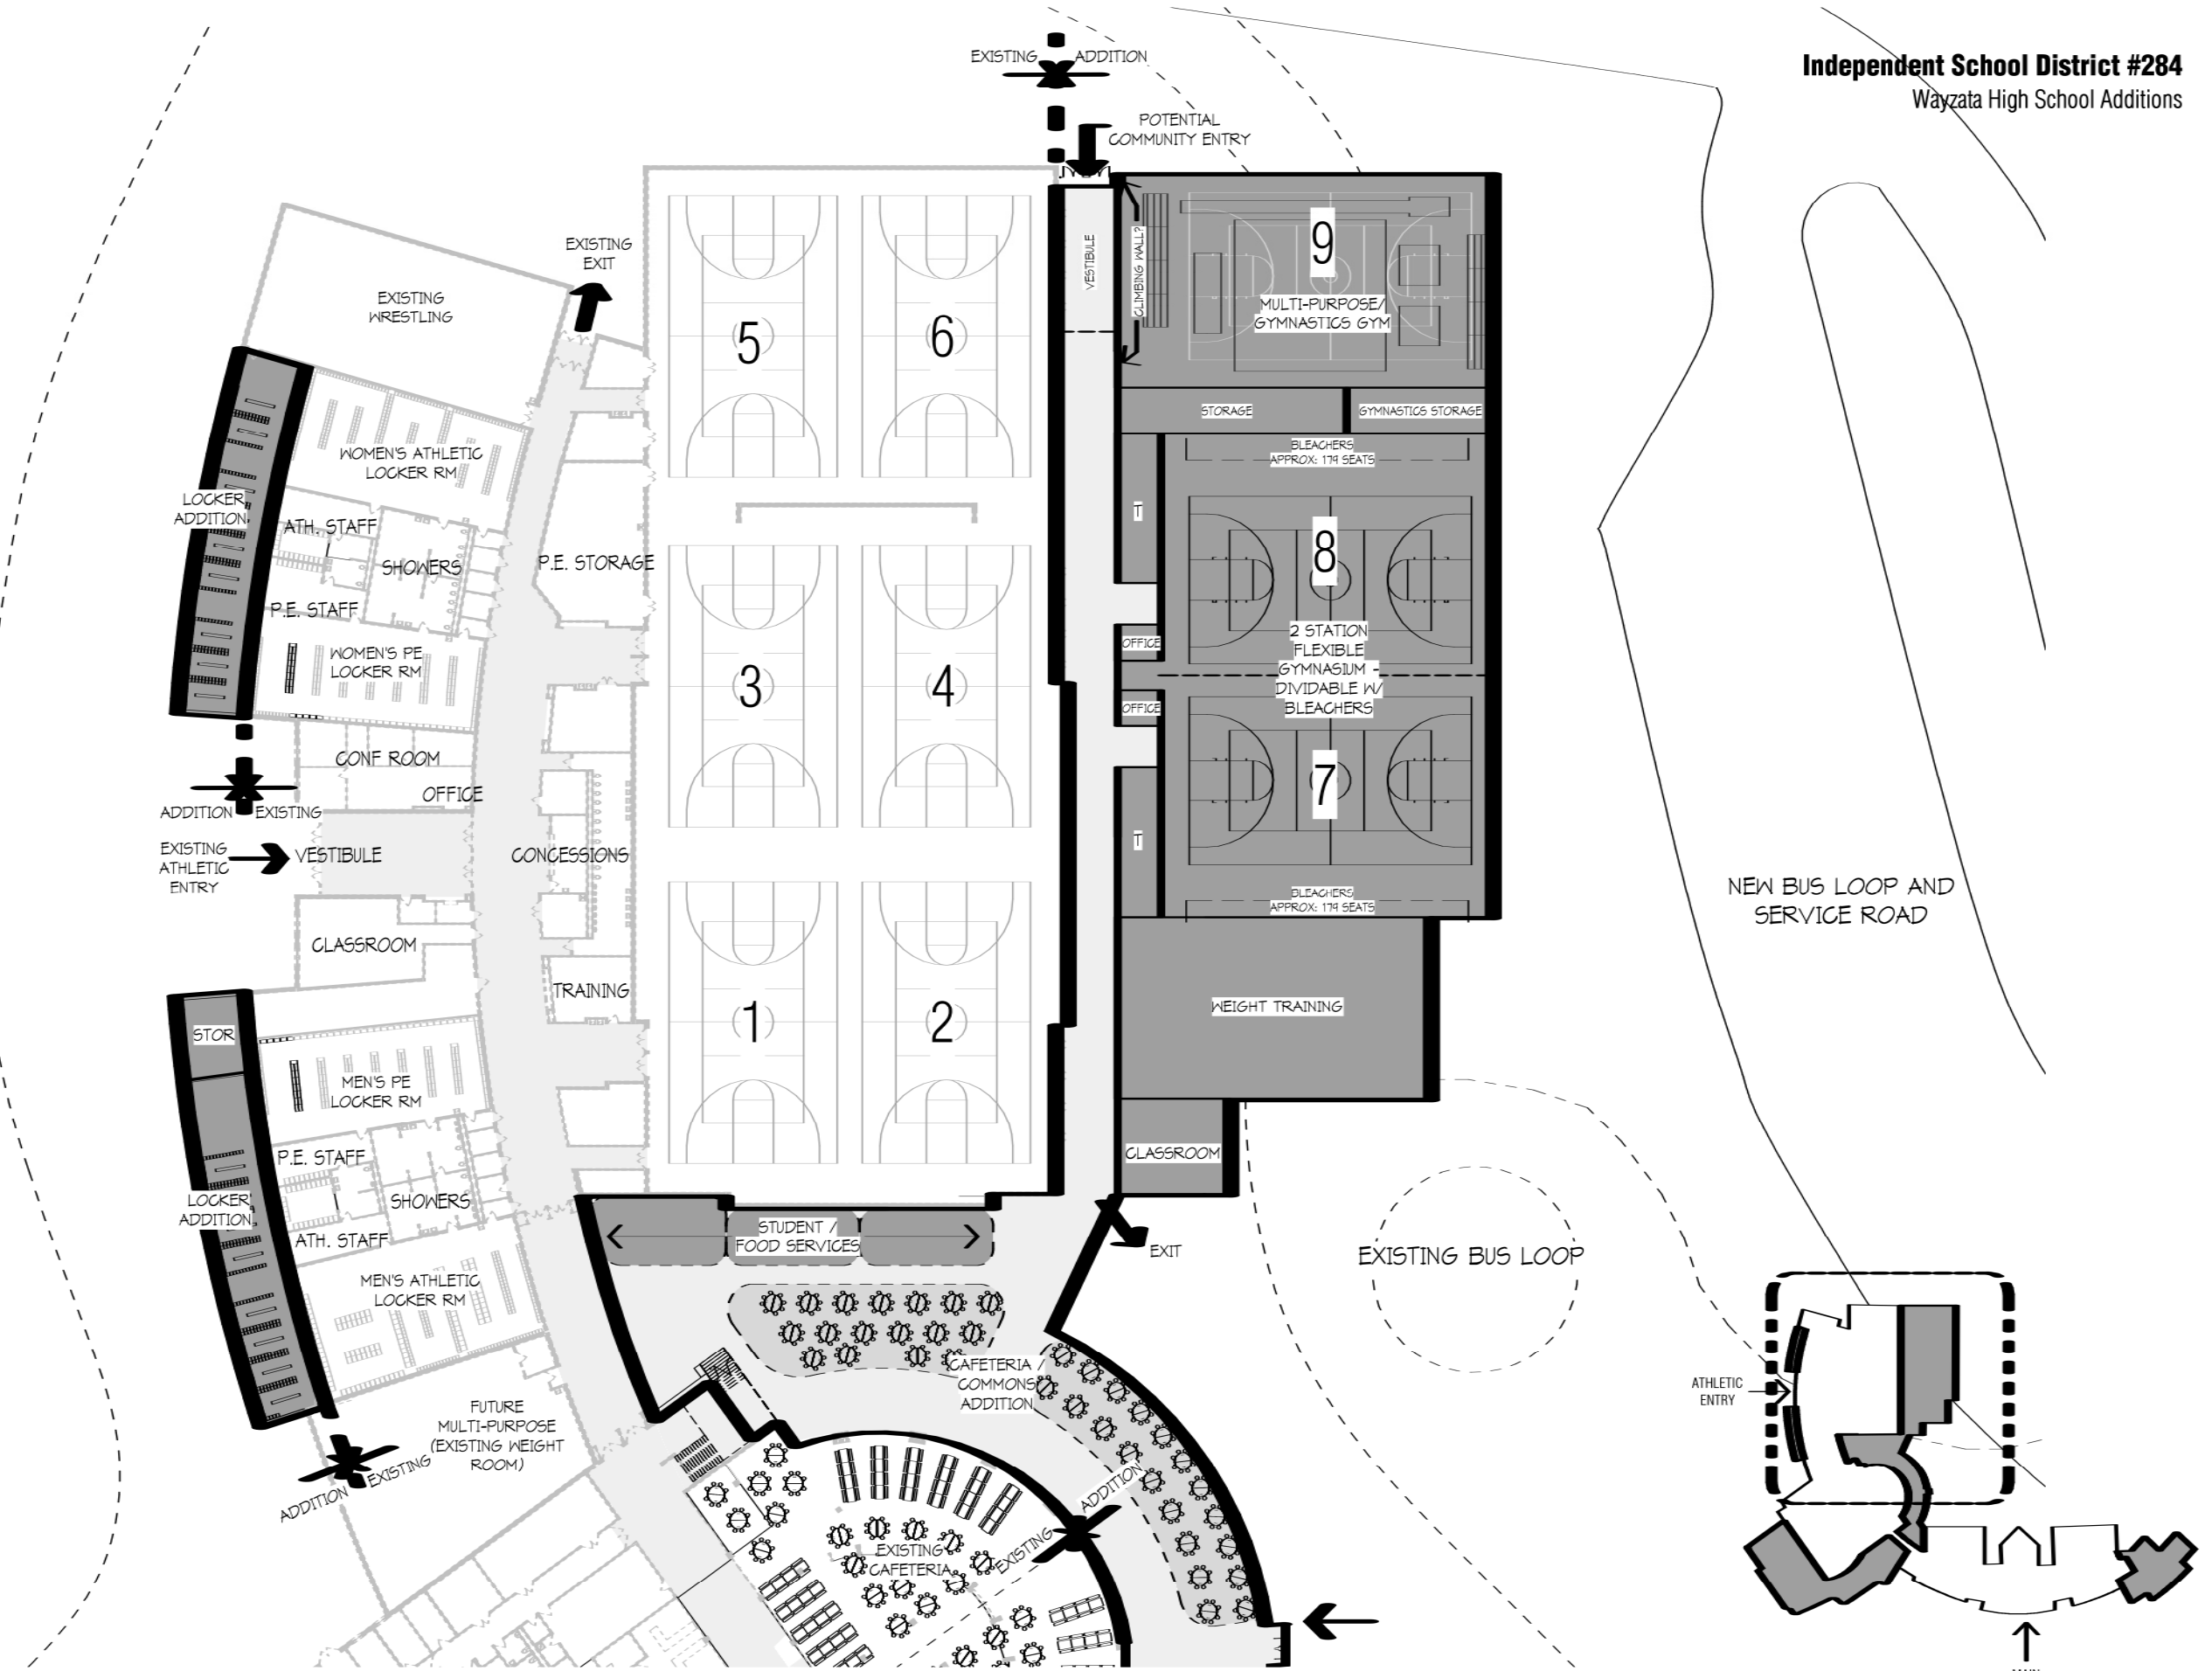 Independent School District #284
Wayzata High School Additions
EXISTING
ADDITION
POTENTIAL
COMMUNITY ENTRY
EXISTING
EXIT
EXISTING
WRESTLING
5
6
VESTIBULE
CLIMBING WALL?
9
MULTI-PURPOSE/
GYMNASTICS GYM
STORAGE
GYMNASTICS STORAGE
BLEACHERS
APPROX: 179 SEATS
WOMEN'S ATHLETIC
LOCKER RM
LOCKER
ADDITION
ATH. STAFF
SHOWERS
P.E. STORAGE
P.E. STAFF
WOMEN'S PE
LOCKER RM
T
8
OFFICE
2 STATION
FLEXIBLE
GYMNASIUM -
DIVIDABLE W/
BLEACHERS
OFFICE
3
4
7
T
CONF ROOM
OFFICE
ADDITION
EXISTING
EXISTING
ATHLETIC
ENTRY
VESTIBULE
CONCESSIONS
BLEACHERS
APPROX: 179 SEATS
NEW BUS LOOP AND
SERVICE ROAD
CLASSROOM
TRAINING
1
2
WEIGHT TRAINING
STOR
MEN'S PE
LOCKER RM
CLASSROOM
P.E. STAFF
SHOWERS
LOCKER
ADDITION
ATH. STAFF
STUDENT /
FOOD SERVICES
EXIT
EXISTING BUS LOOP
MEN'S ATHLETIC
LOCKER RM
CAFETERIA /
COMMONS
ADDITION
FUTURE
MULTI-PURPOSE
(EXISTING WEIGHT
ROOM)
ADDITION
EXISTING
ADDITION
EXISTING
EXISTING
CAFETERIA
ATHLETIC
ENTRY